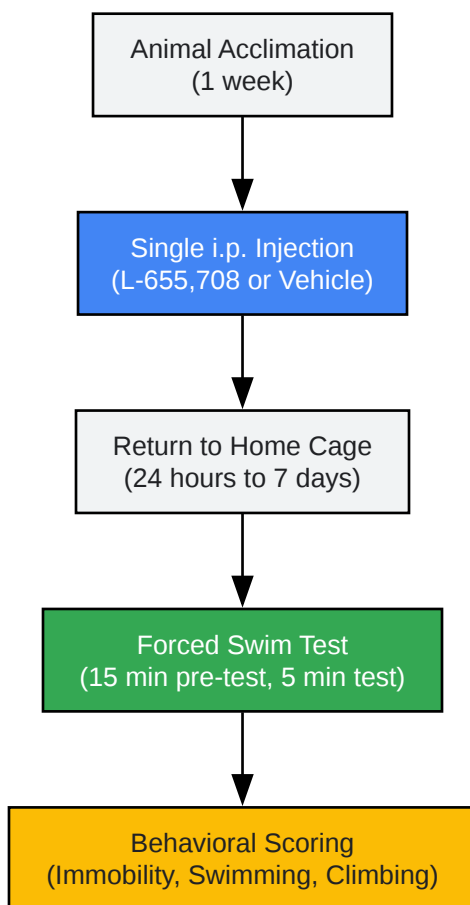 Animal Acclimation
(1 week)
Single i.p. Injection
(L-655,708 or Vehicle)
Return to Home Cage
(24 hours to 7 days)
Forced Swim Test
(15 min pre-test, 5 min test)
Behavioral Scoring
(Immobility, Swimming, Climbing)